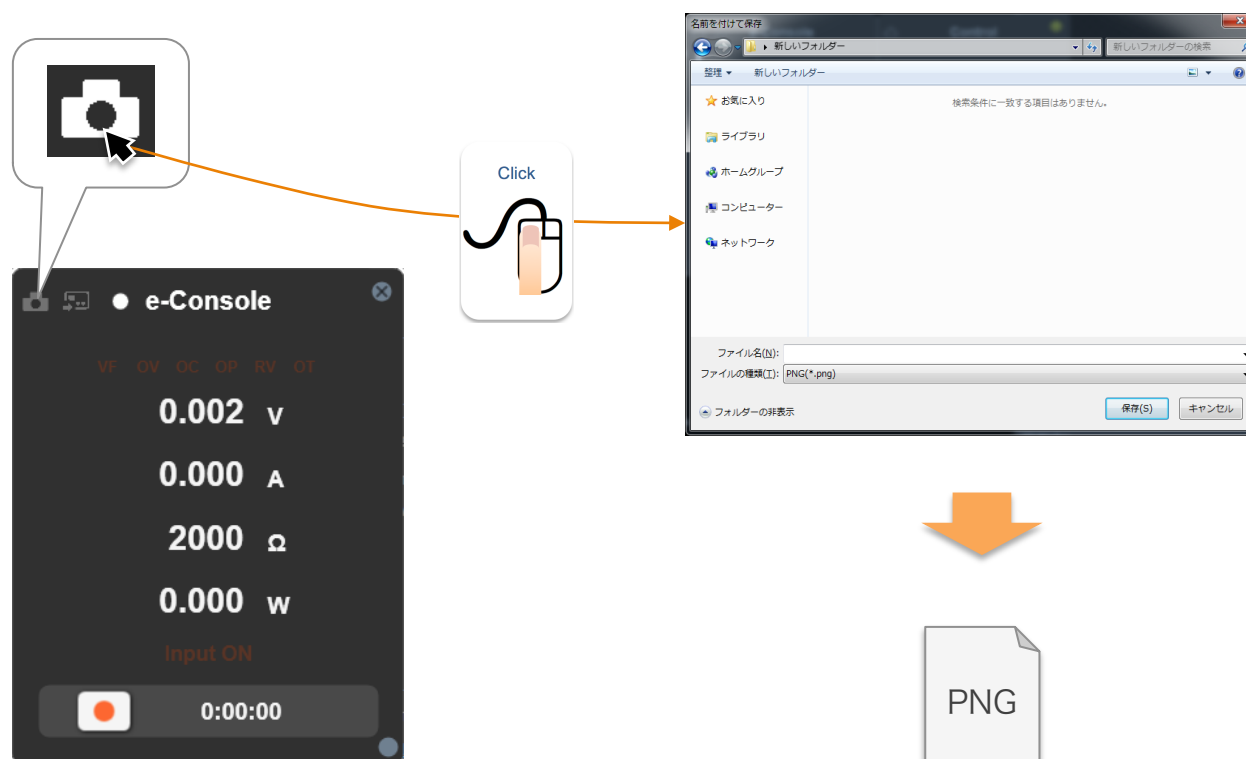 名前を付けて保存
新しいフォルダー
新しいフォルダーの検索
整理
新しいフォルダー
お気に入り
検索条件に一致する項目はありません。
ライブラリ
ホームグループ
コンピューター
ネットワーク
ファイル名(N):
ファイルの種類(T): PNG(*.png)
フォルダーの非表示
保存(S)
キャンセル
Click
e-Console
VF OV OC OP RV OT
0.002 V
0.000 A
2000 Ω
0.000 W
Input ON
0:00:00
PNG